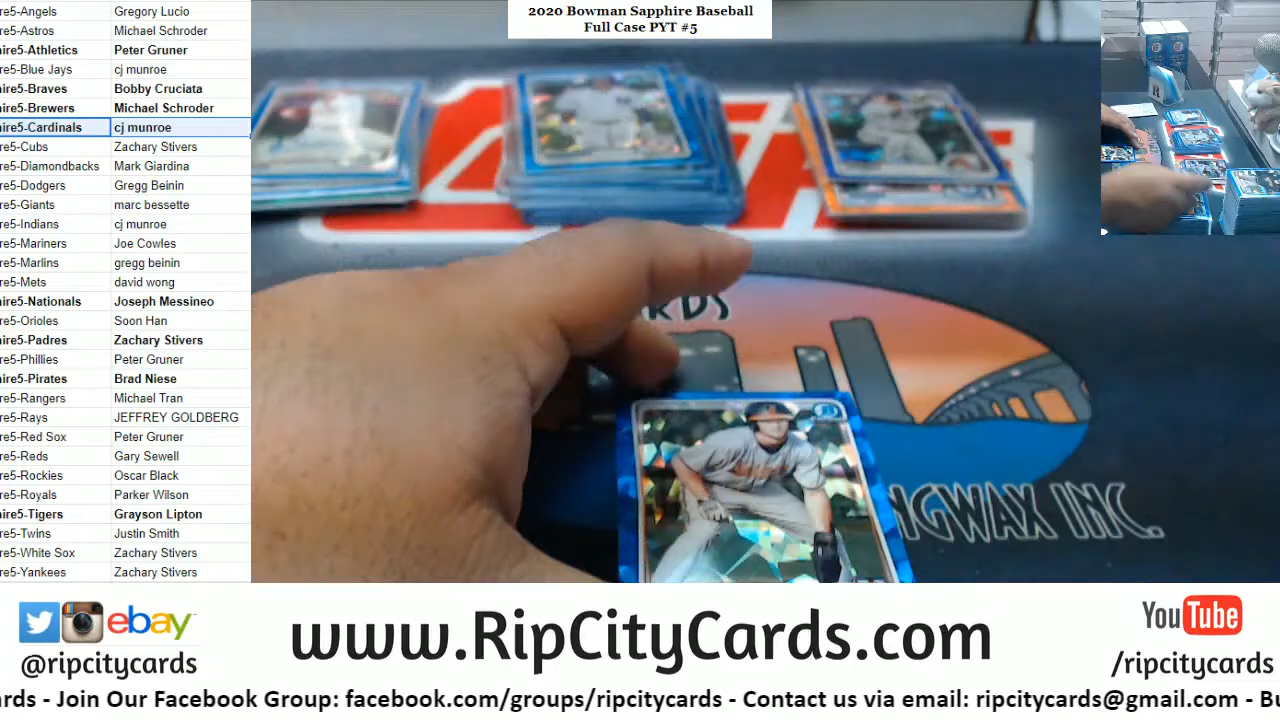 2020 Bowman Sapphire Baseball
Full Case PYT #5
re5-Angels Gregory Lucio
re5-Astros Michael Schroder
ire5-Athletics Peter Gruner
re5-Blue Jays cj munroe
ire5-Braves Bobby Cruciata
ire5-Brewers Michael Schroder
ire5-Cardinals cj munroe
re5-Cubs Zachary Stivers
re5-Diamondbacks Mark Giardina
re5-Dodgers Gregg Beinin
re5-Giants marc bessette
re5-Indians cj munroe
re5-Mariners Joe Cowles
re5-Marlins gregg beinin
re5-Mets david wong
ire5-Nationals Joseph Messineo
re5-Orioles Soon Han
ire5-Padres Zachary Stivers
re5-Phillies Peter Gruner
ire5-Pirates Brad Niese
re5-Rangers Michael Tran
re5-Rays JEFFREY GOLDBERG
re5-Red Sox Peter Gruner
re5-Reds Gary Sewell
re5-Rockies Oscar Black
re5-Royals Parker Wilson
ire5-Tigers Grayson Lipton
re5-Twins Justin Smith
re5-White Sox Zachary Stivers
re5-Yankees Zachary Stivers
RDS
NGWAX INC.
ebay
@ripcitycards
www.RipCityCards.com
YouTube
/ripcitycards
ards - Join Our Facebook Group: facebook.com/groups/ripcitycards - Contact us via email: ripcitycards@gmail.com - Bu